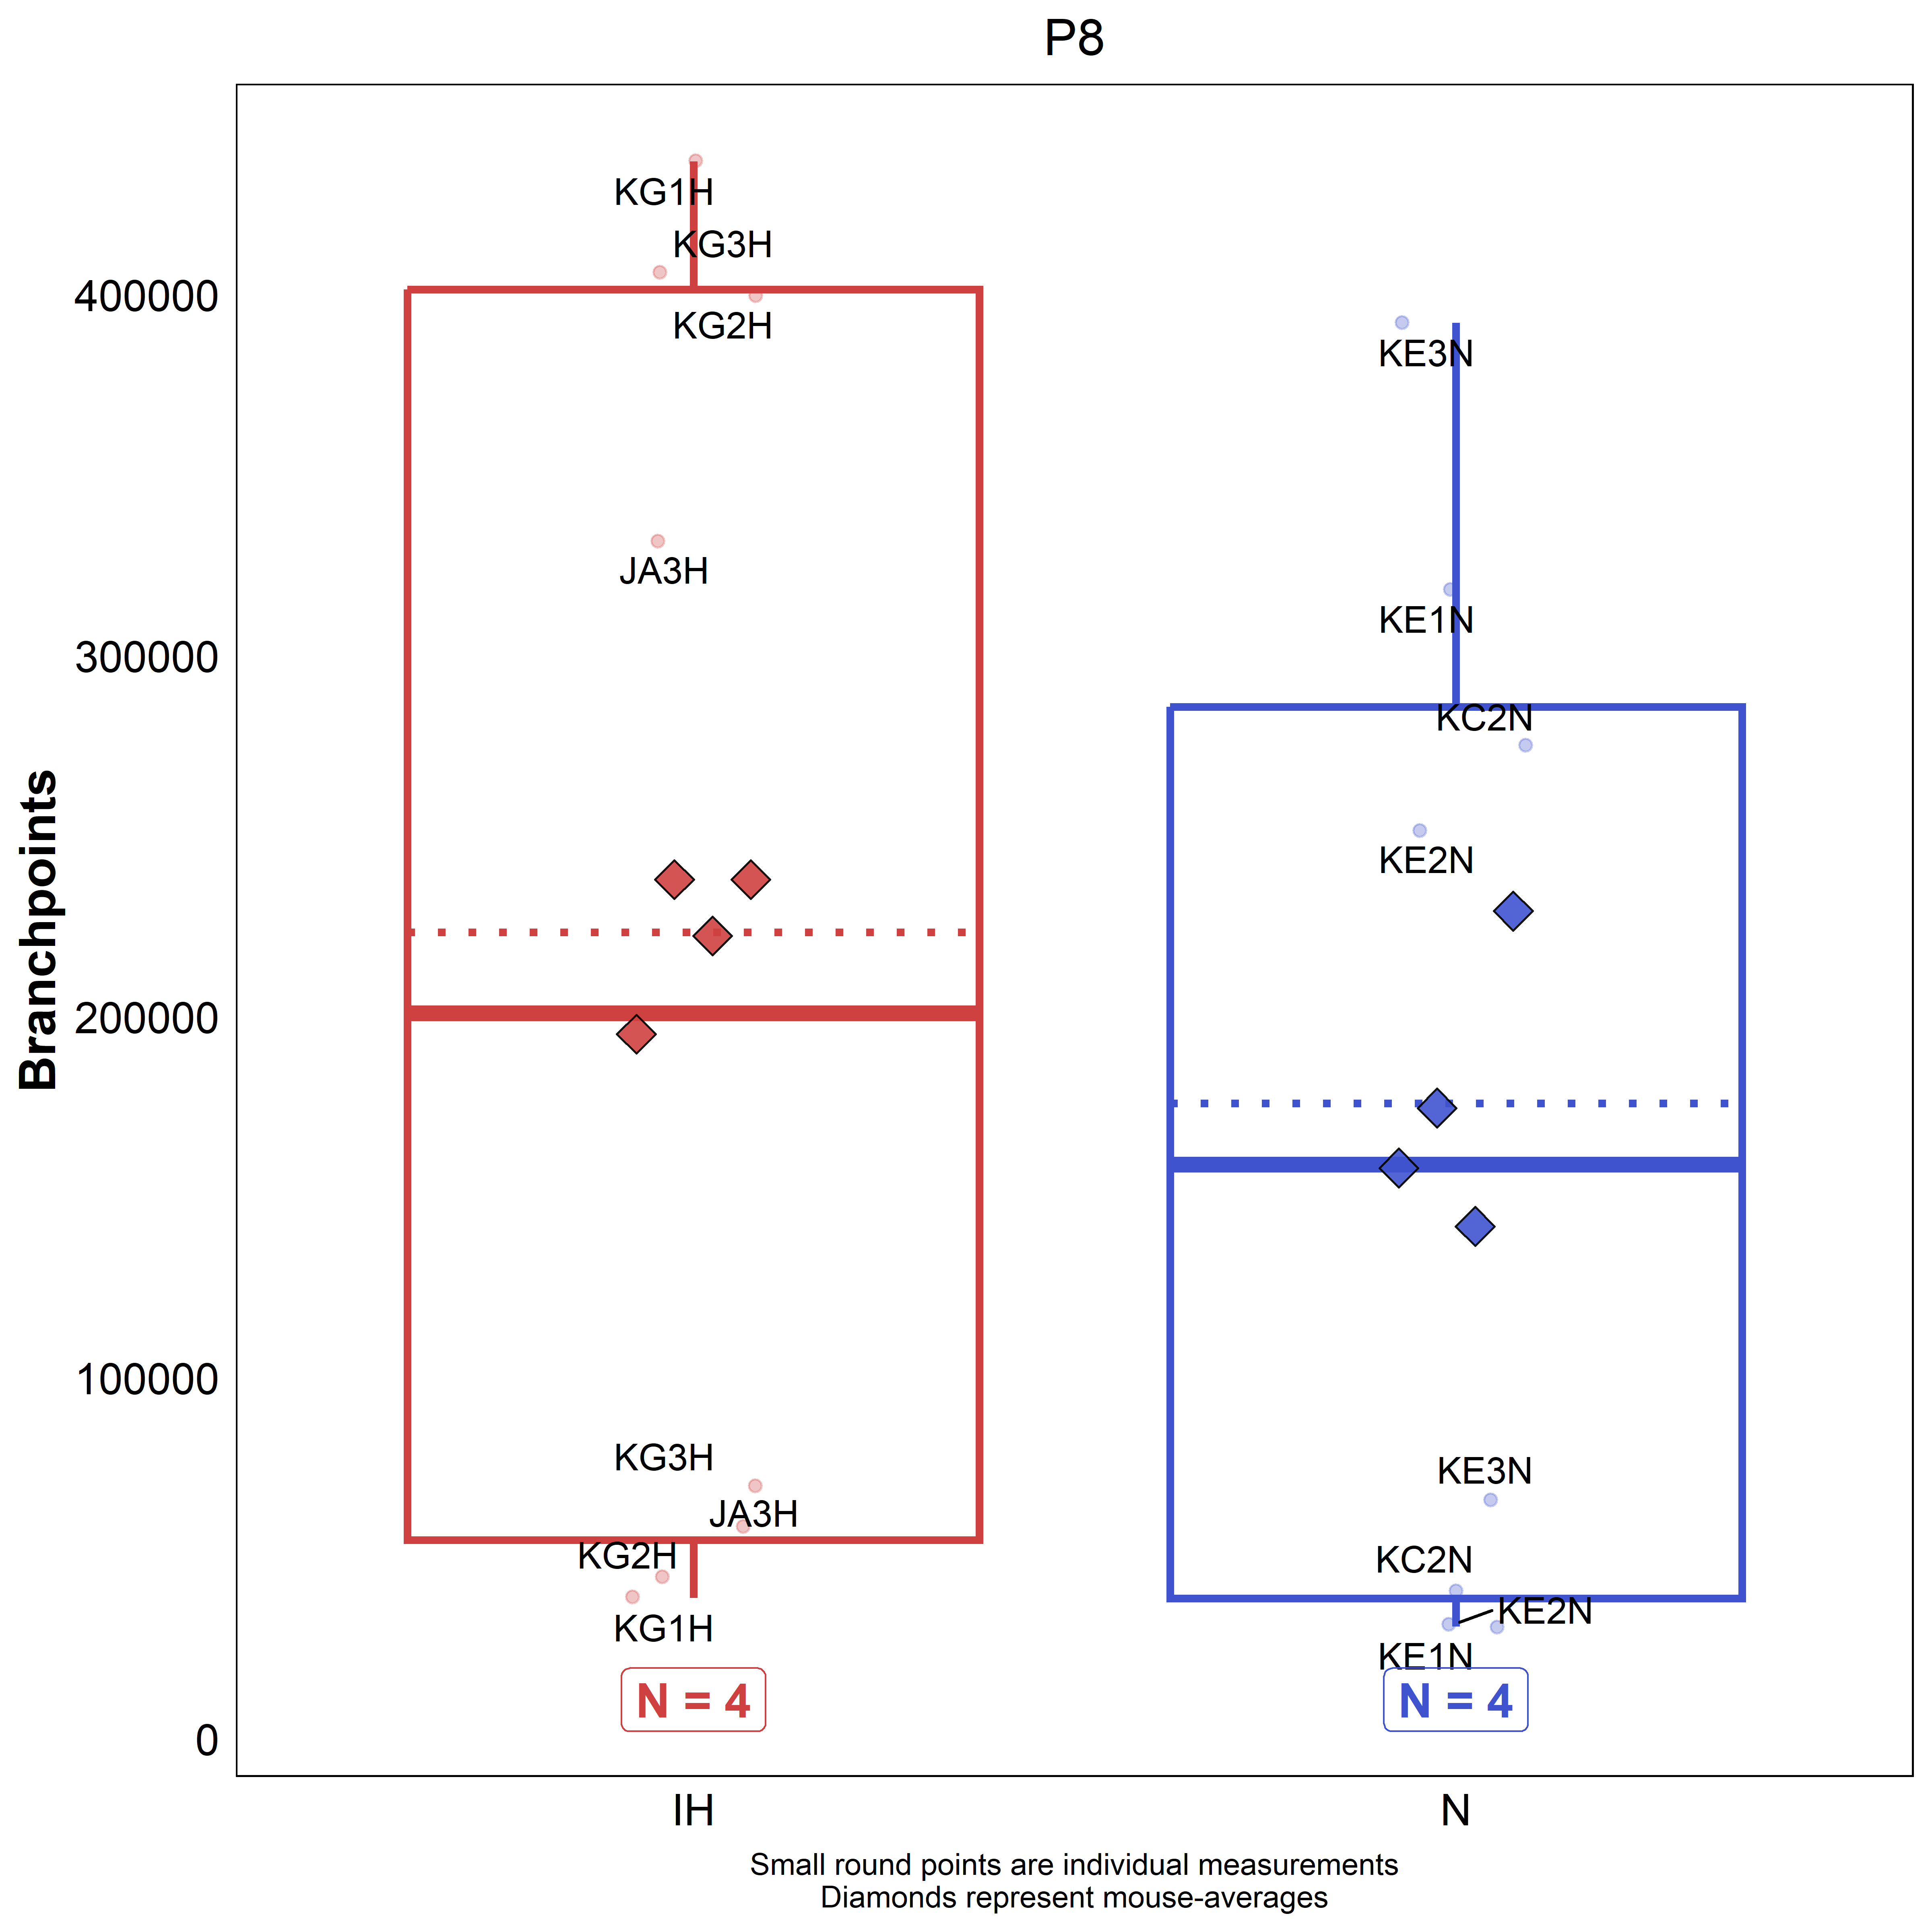 P8
Branchpoints
400000
300000
200000
100000
0
KG1H
KG3H
KG2H
JA3H
KG3H
JA3H
KG2H
KG1H
N = 4
KE3N
KE1N
KC2N
KE2N
KE3N
KC2N
KE2N
KE1N
N = 4
IH
N
Small round points are individual measurements
Diamonds represent mouse-averages